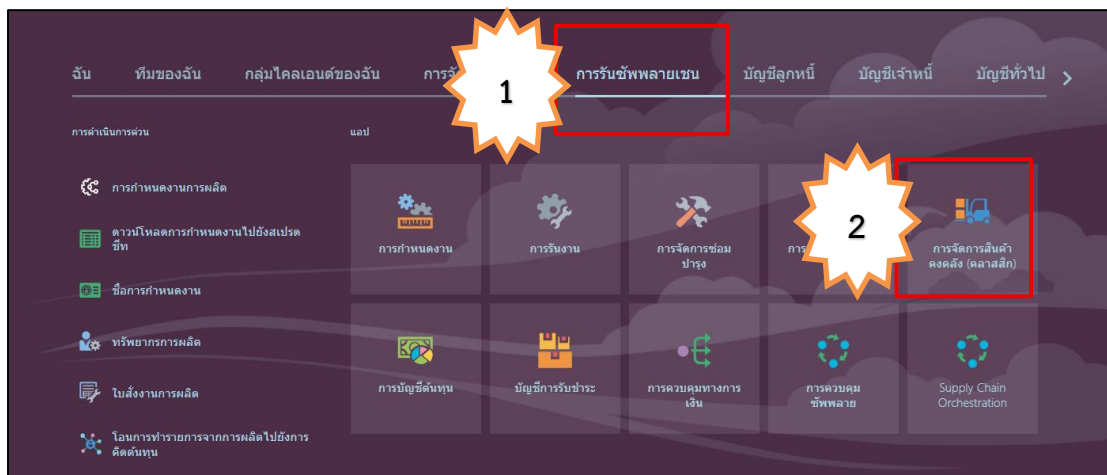 ฉัน ทีมของฉัน กลุ่มไคลเอนต์ของฉัน 1 การรันซัพพลายเชน บัญชีลูกหนี้ บัญชีเจ้าหนี้ บัญชีทั่วไป
การดำเนินการด่วน
แอป
การกำหนดงานการผลิต
ดาวน์โหลดการกำหนดงานไปยังสเปรด
ชีท
ชื่อการกำหนดงาน
ทรัพยากรการผลิต
ใบสั่งงานการผลิต
โอนการทำรายการจากการผลิตไปยังการ
คิดต้นทุน
การกำหนดงาน
การรันงาน
การจัดการซ่อม
บำรุง
2
การจัดการสินค้า
คงคลัง (คลาสสิก)
การบัญชีต้นทุน
บัญชีการรับชำระ
การควบคุมทางการ
เงิน
การควบคุม
ซัพพลาย
Supply Chain
Orchestration